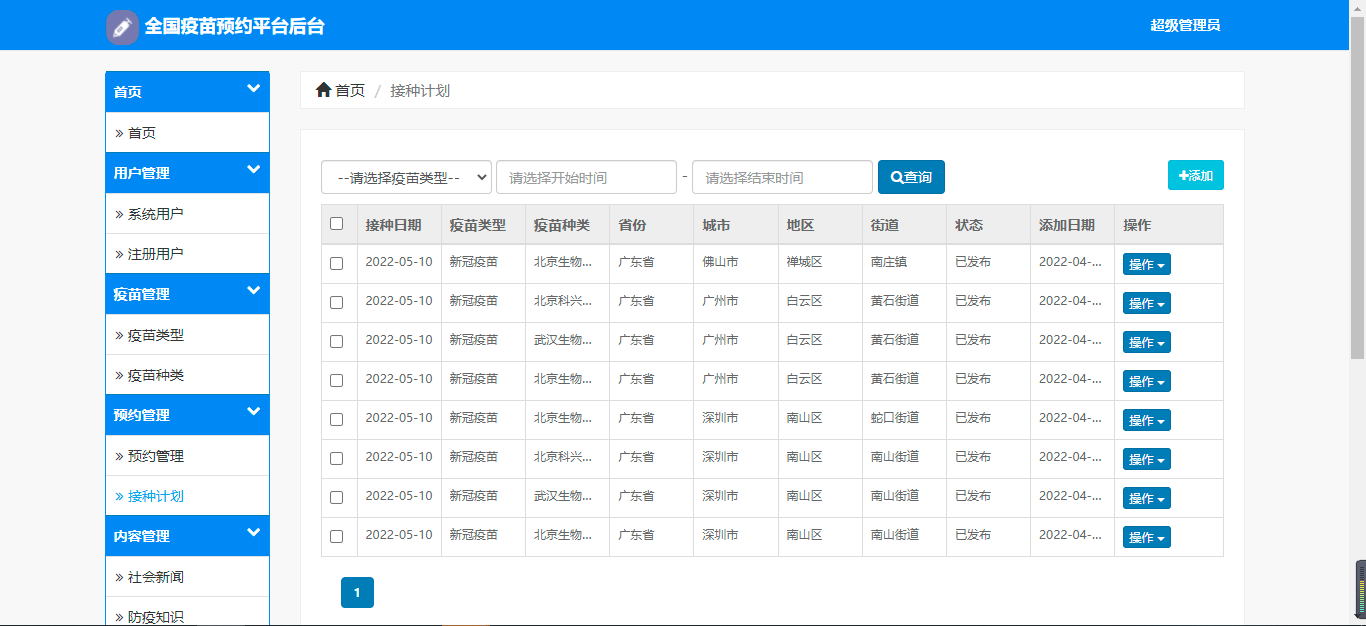 全国疫苗预约平台后台
超级管理员
首页
» 首页
用户管理
» 系统用户
» 注册用户
疫苗管理
» 疫苗类型
» 疫苗种类
预约管理
» 预约管理
» 接种计划
内容管理
» 社会新闻
» 防疫知识
首页 / 接种计划
--请选择疫苗类型-- 请选择开始时间 - 请选择结束时间 查询 添加
接种日期 疫苗类型 疫苗种类 省份 城市 地区 街道 状态 添加日期 操作
2022-05-10 新冠疫苗 北京生物... 广东省 佛山市 禅城区 南庄镇 已发布 2022-04-... 操作
2022-05-10 新冠疫苗 北京科兴... 广东省 广州市 白云区 黄石街道 已发布 2022-04-... 操作
2022-05-10 新冠疫苗 武汉生物... 广东省 广州市 白云区 黄石街道 已发布 2022-04-... 操作
2022-05-10 新冠疫苗 北京生物... 广东省 广州市 白云区 黄石街道 已发布 2022-04-... 操作
2022-05-10 新冠疫苗 北京生物... 广东省 深圳市 南山区 蛇口街道 已发布 2022-04-... 操作
2022-05-10 新冠疫苗 北京科兴... 广东省 深圳市 南山区 南山街道 已发布 2022-04-... 操作
2022-05-10 新冠疫苗 武汉生物... 广东省 深圳市 南山区 南山街道 已发布 2022-04-... 操作
2022-05-10 新冠疫苗 北京生物... 广东省 深圳市 南山区 南山街道 已发布 2022-04-... 操作
1